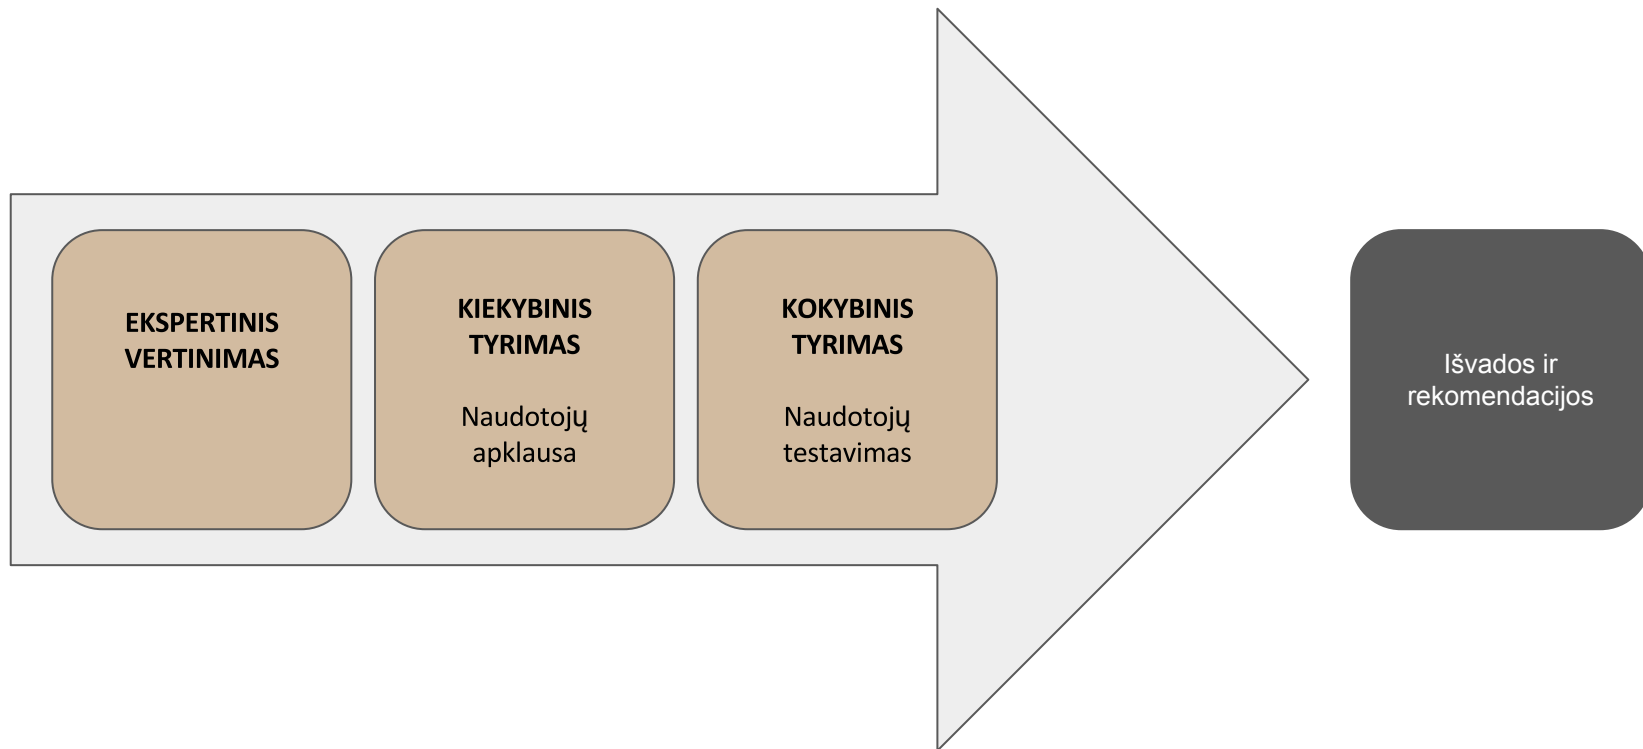 EKSPERTINIS
VERTINIMAS
KIEKYBINIS
TYRIMAS
Naudotojų
apklausa
KOKYBINIS
TYRIMAS
Naudotojų
testavimas
Išvados ir
rekomendacijos